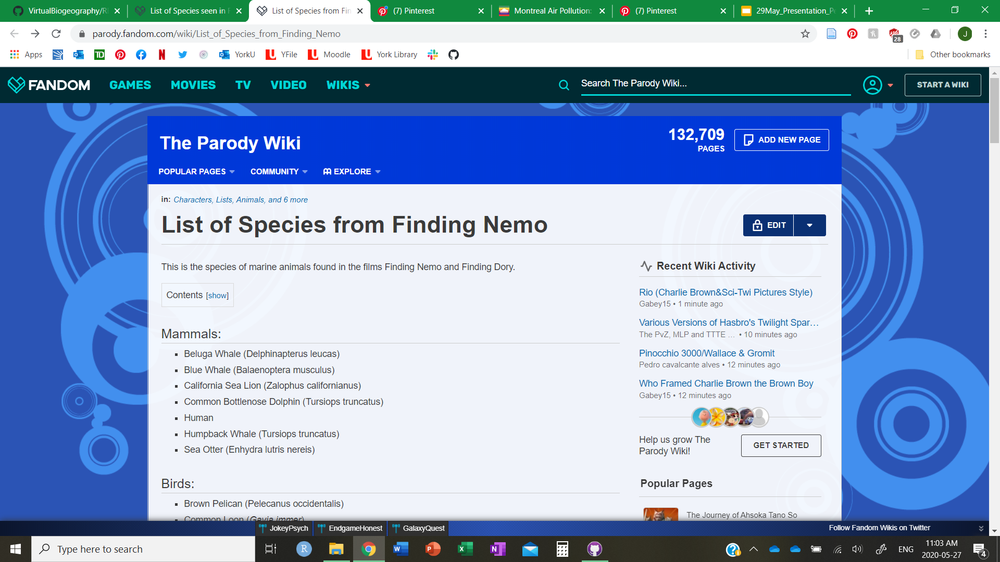 VirtualBiogeography/R
List of Species seen in F
List of Species from Fin
(7) Pinterest
Montreal Air Pollution:
(7) Pinterest
29May_Presentation_Pe
parody.fandom.com/wiki/List_of_Species_from_Finding_Nemo
28
J
Apps
TD
N
YorkU
YFile
Moodle
York Library
Other bookmarks
FANDOM
GAMES
MOVIES
TV
VIDEO
WIKIS
Search The Parody Wiki...
START A WIKI
The Parody Wiki
132,709
PAGES
ADD NEW PAGE
POPULAR PAGES
COMMUNITY
EXPLORE
in: Characters, Lists, Animals, and 6 more
List of Species from Finding Nemo
EDIT
This is the species of marine animals found in the films Finding Nemo and Finding Dory.
Contents [show]
Mammals:
Beluga Whale (Delphinapterus leucas)
Blue Whale (Balaenoptera musculus)
California Sea Lion (Zalophus californianus)
Common Bottlenose Dolphin (Tursiops truncatus)
Human
Humpback Whale (Tursiops truncatus)
Sea Otter (Enhydra lutris nereis)
Birds:
Brown Pelican (Pelecanus occidentalis)
Common Loon (Gavia immer)
Recent Wiki Activity
Rio (Charlie Brown&Sci-Twi Pictures Style)
Gabey15 • 1 minute ago
Various Versions of Hasbro's Twilight Spar...
The PvZ, MLP and TTTE ... • 10 minutes ago
Pinocchio 3000/Wallace & Gromit
Pedro cavalcante alves • 12 minutes ago
Who Framed Charlie Brown the Brown Boy
Gabey15 • 12 minutes ago
Help us grow The
Parody Wiki!
GET STARTED
Popular Pages
The Journey of Ahsoka Tano So
JokeyPsych
EndgameHonest
GalaxyQuest
Follow Fandom Wikis on Twitter
Type here to search
ENG
11:03 AM
2020-05-27
4